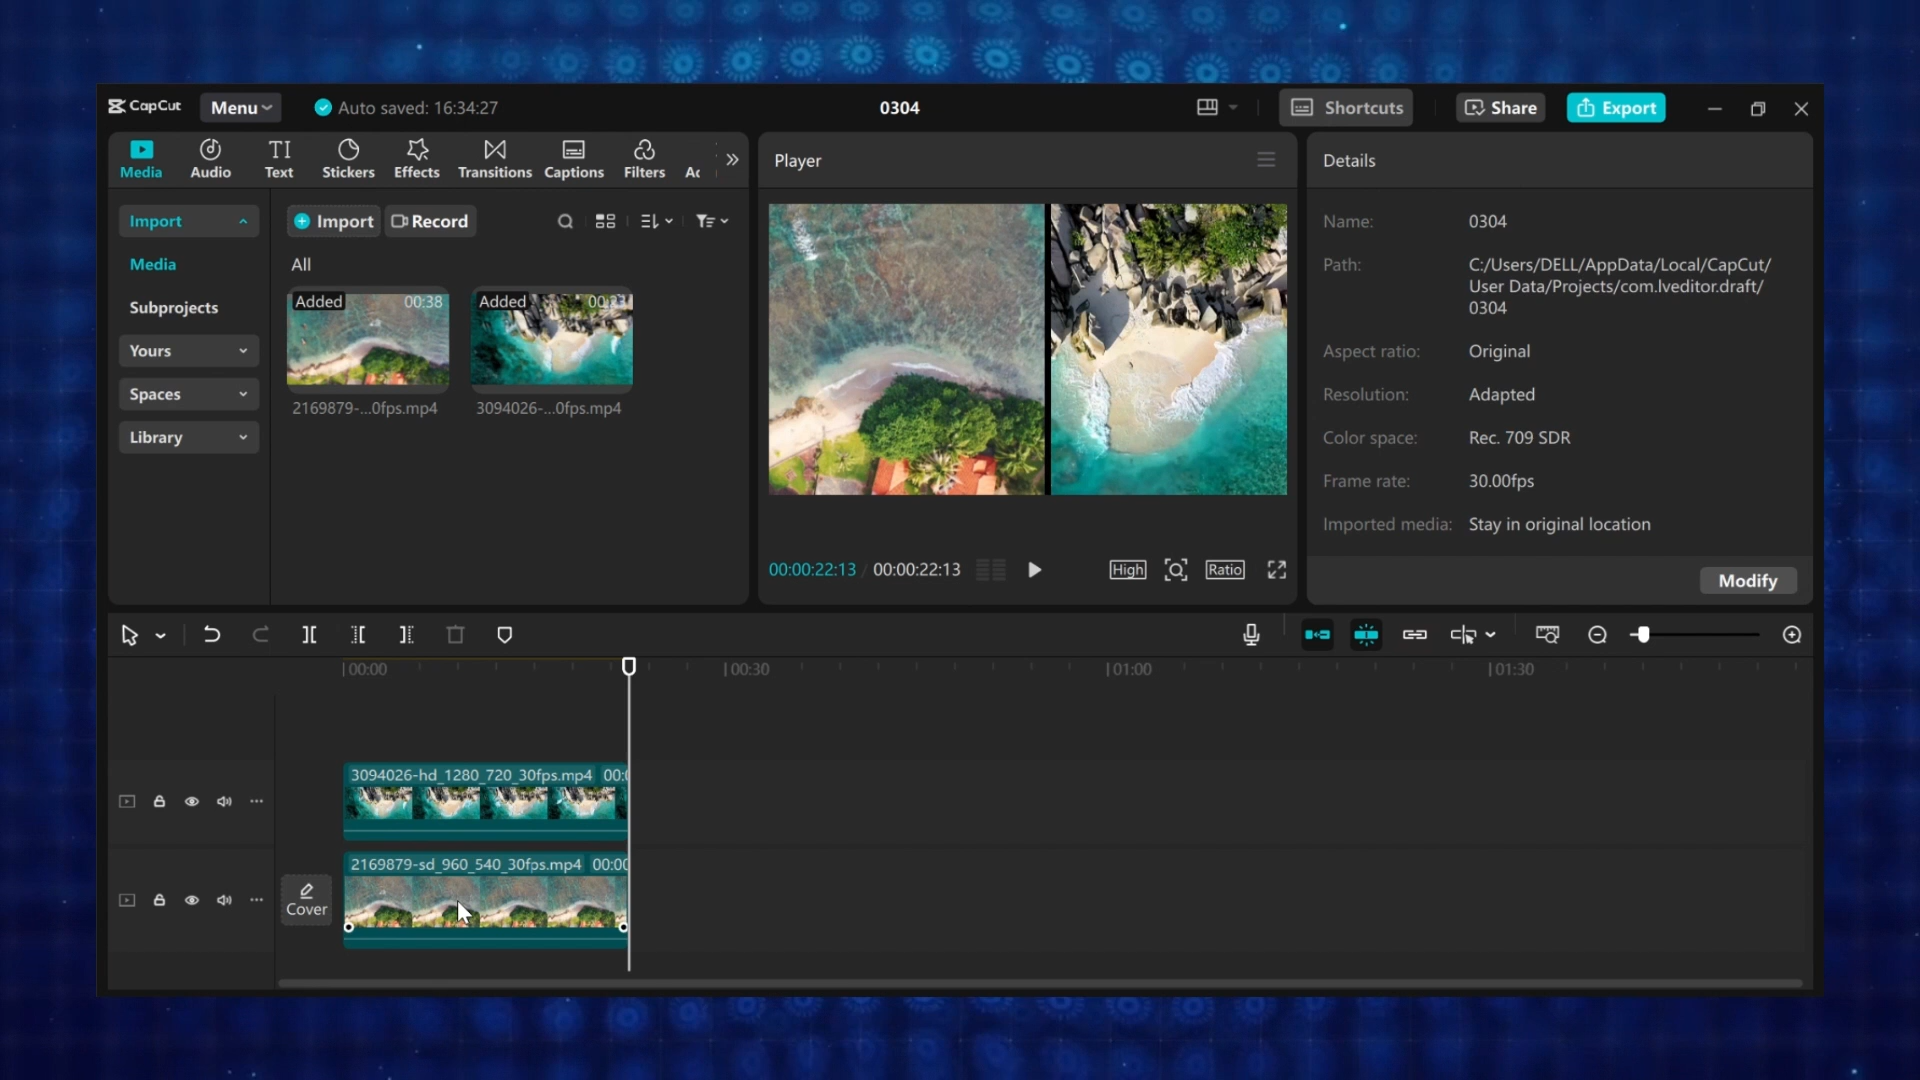 CapCut
Menu
Auto saved: 16:34:27
0304
Shortcuts
Share
Export
Media
Audio
TI
Text
Stickers
Effects
Transitions
Captions
Filters
Player
Details
Import
Media
Subprojects
Yours
Spaces
Library
Import
Record
All
Added 00:38
2169879-...0fps.mp4
Added
3094026-...0fps.mp4
00:00:22:13 / 00:00:22:13
High
Ratio
Name: 0304
Path: C:/Users/DELL/AppData/Local/CapCut/
User Data/Projects/com.lveditor.draft/
0304
Aspect ratio: Original
Resolution: Adapted
Color space: Rec. 709 SDR
Frame rate: 30.00fps
Imported media: Stay in original location
Modify
00:00
00:30
01:00
01:30
3094026-hd_1280_720_30fps.mp4
2169879-sd_960_540_30fps.mp4
Cover